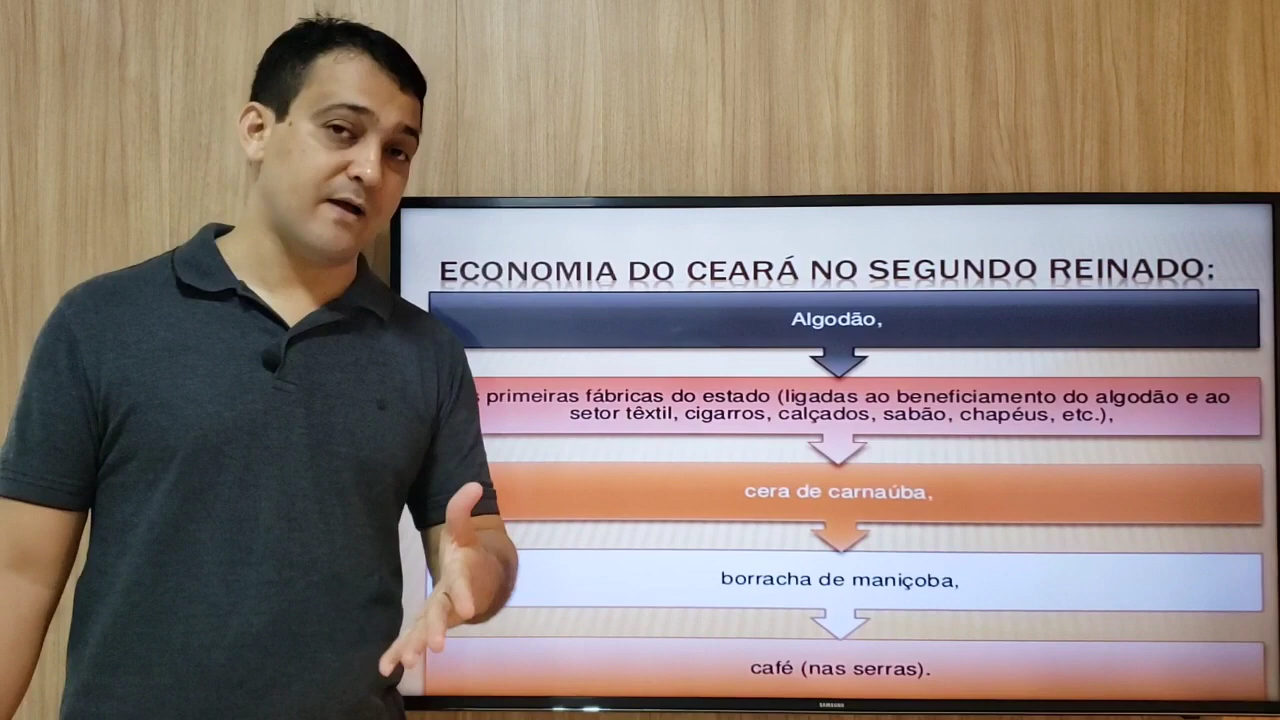 ECONOMIA DO CEARÁ NO SEGUNDO REINADO:
Algodão,
primeiras fábricas do estado (ligadas ao beneficiamento do algodão e ao
setor têxtil, cigarros, calçados, sabão, chapéus, etc.),
cera de carnaúba,
borracha de maniçoba,
café (nas serras).
SAMSUNG